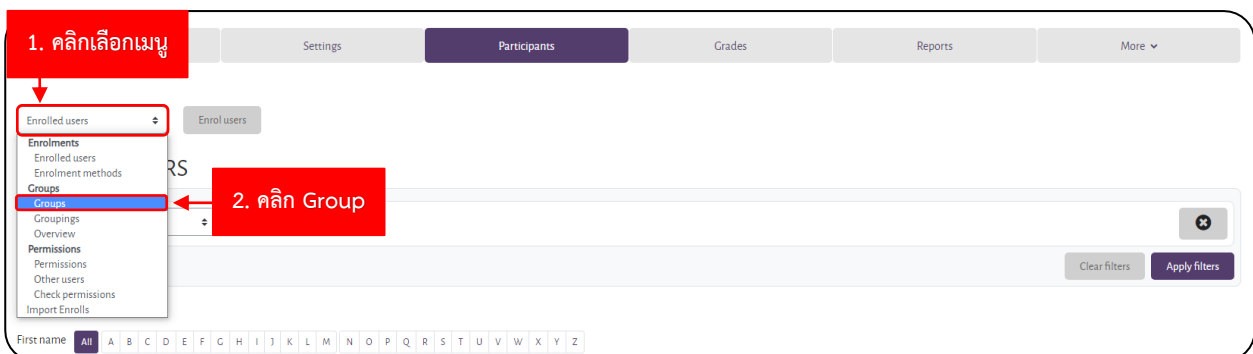 1. คลิกเลือกเมนู
Settings
Participants
Grades
Reports
More
Enrolled users
Enrol users
Enrolments
Enrolled users
Enrolment methods
RS
Groups
Groups
2. คลิก Group
Groupings
Overview
Permissions
Permissions
Other users
Check permissions
Import Enrolls
Clear filters
Apply filters
First name All A B C D E F G H I J K L M N O P Q R S T U V W X Y Z